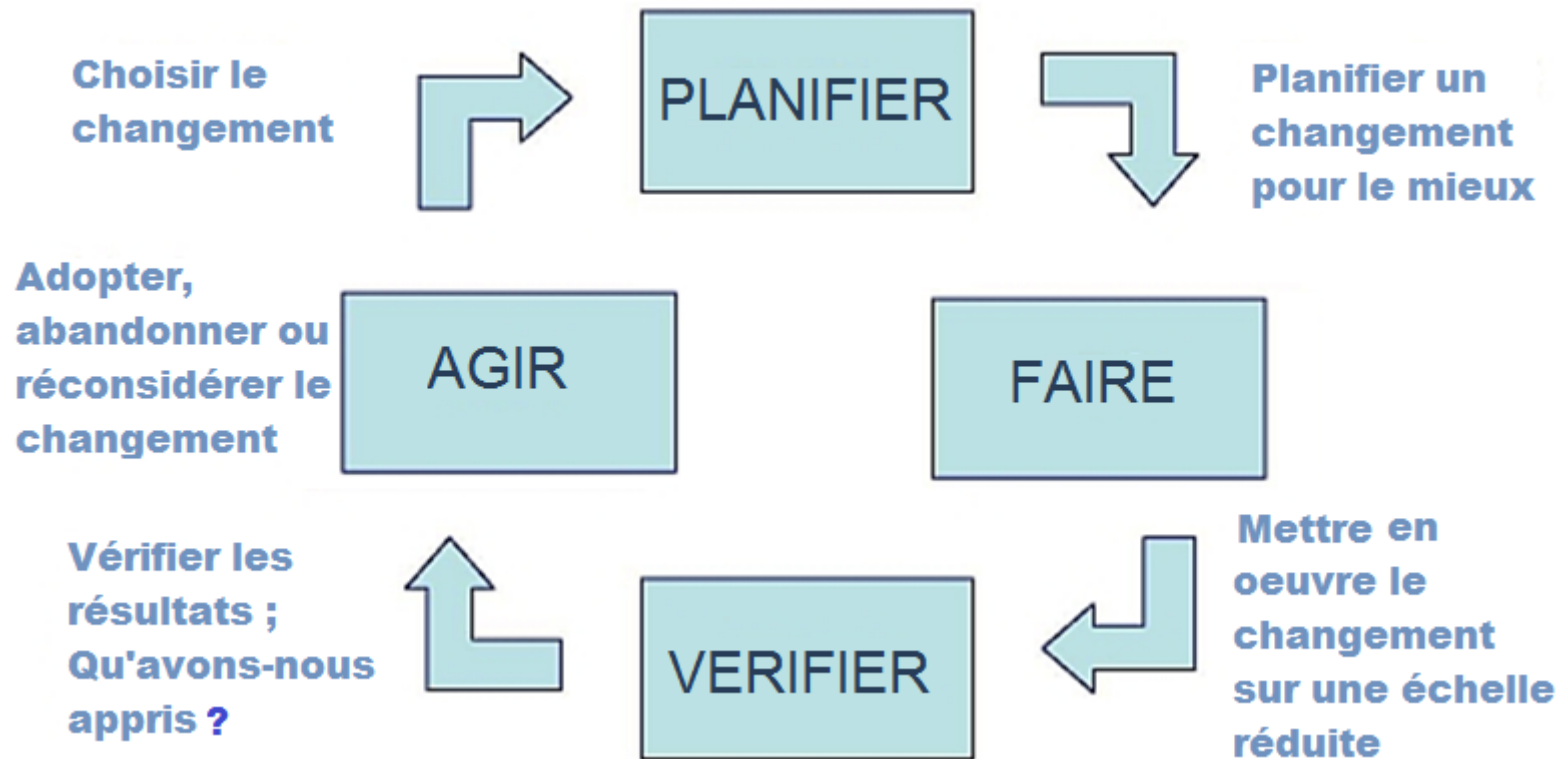 Choisir le
changement
PLANIFIER
Planifier un
changement
pour le mieux
Adopter,
abandonner ou
réconsidérer le
changement
AGIR
FAIRE
Vérifier les
résultats ;
Qu'avons-nous
appris ?
VERIFIER
Mettre en
oeuvre le
changement
sur une échelle
réduite